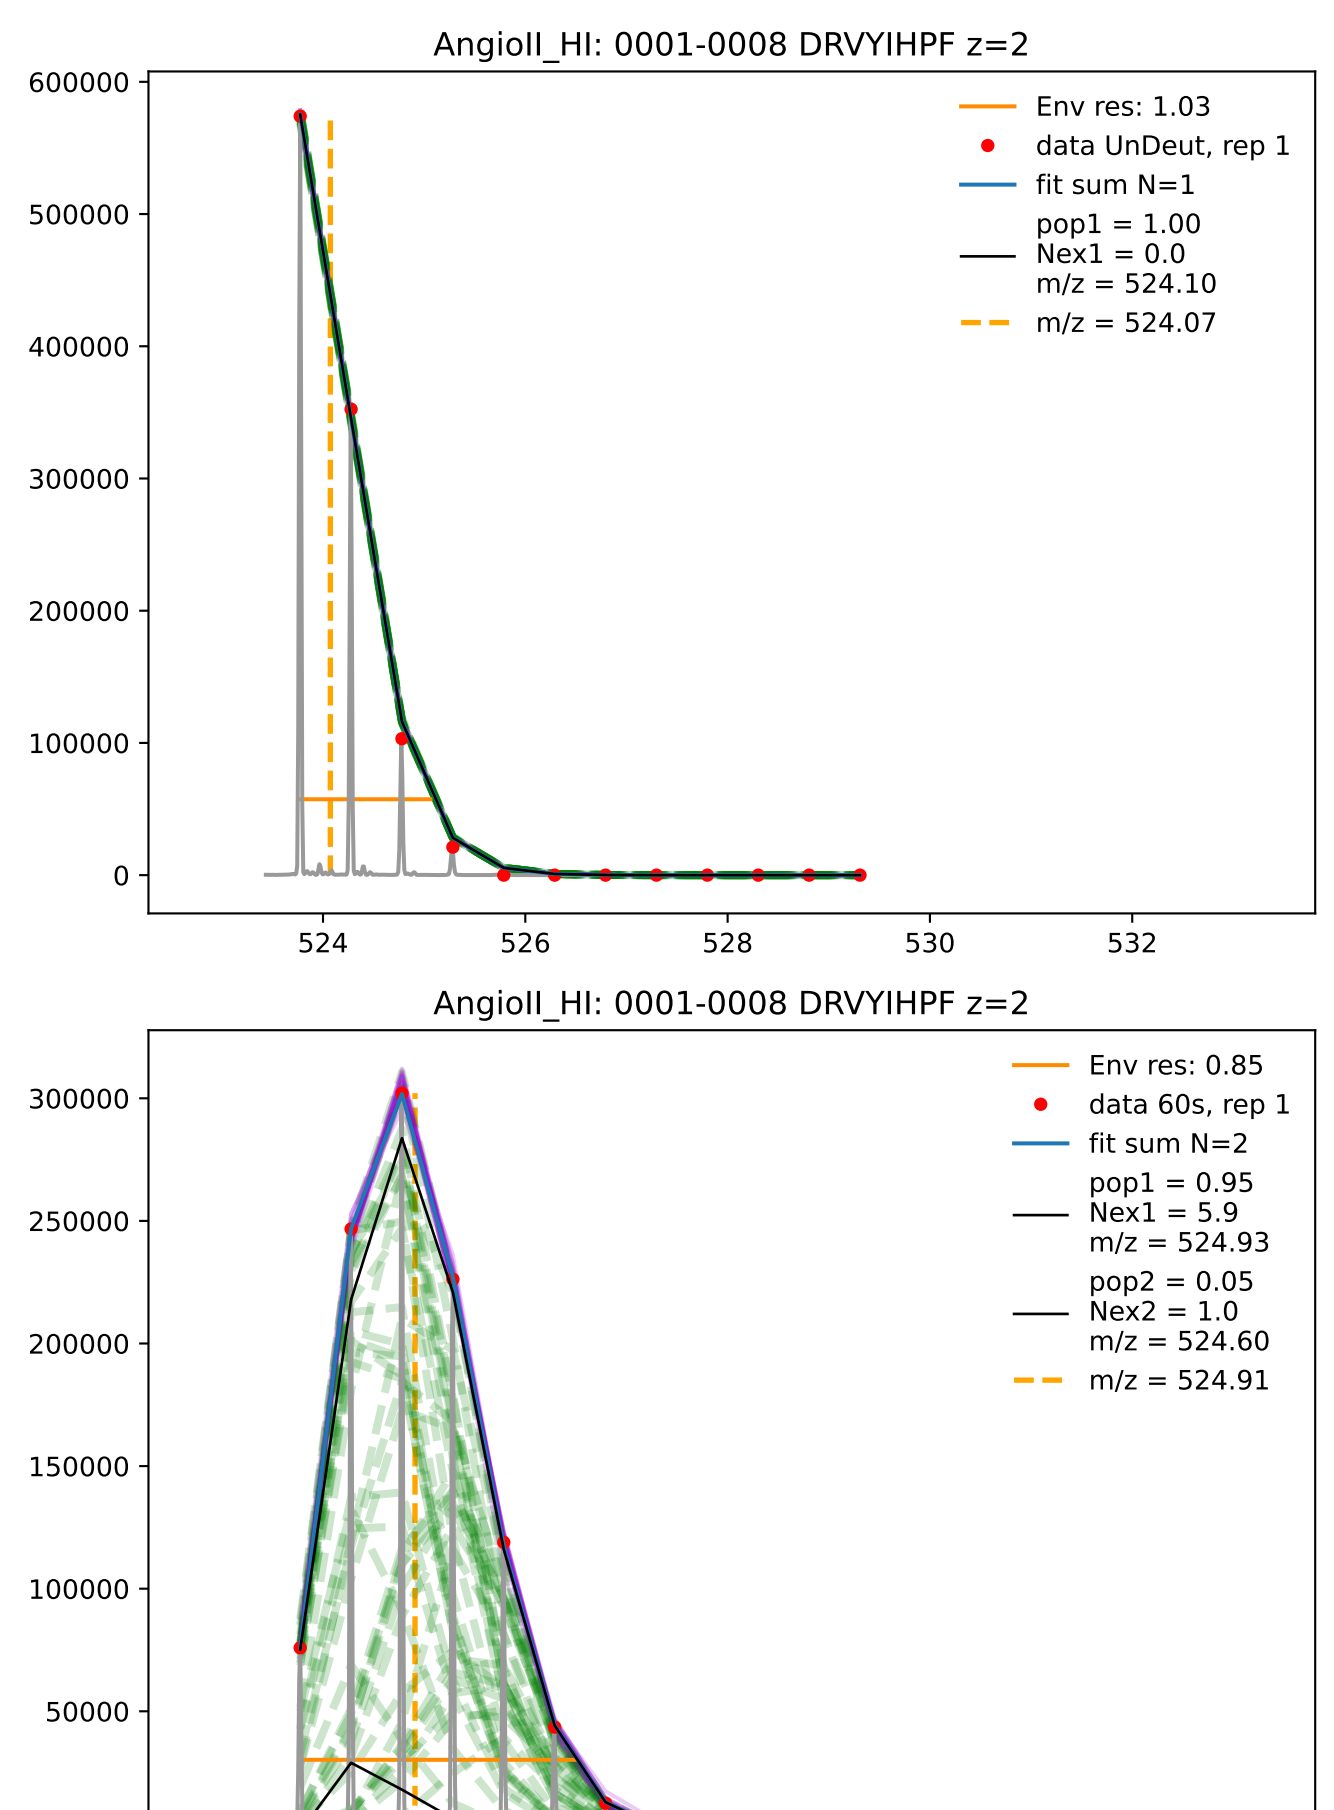 AngioII_HI: 0001-0008 DRVYIHPF z=2
600000
500000
400000
300000
200000
100000
0
Env res: 1.03
data UnDeut, rep 1
fit sum N=1
pop1 = 1.00
Nex1 = 0.0
m/z = 524.10
m/z = 524.07
524 526 528 530 532
AngioII_HI: 0001-0008 DRVYIHPF z=2
300000
250000
200000
150000
100000
50000
Env res: 0.85
data 60s, rep 1
fit sum N=2
pop1 = 0.95
Nex1 = 5.9
m/z = 524.93
pop2 = 0.05
Nex2 = 1.0
m/z = 524.60
m/z = 524.91